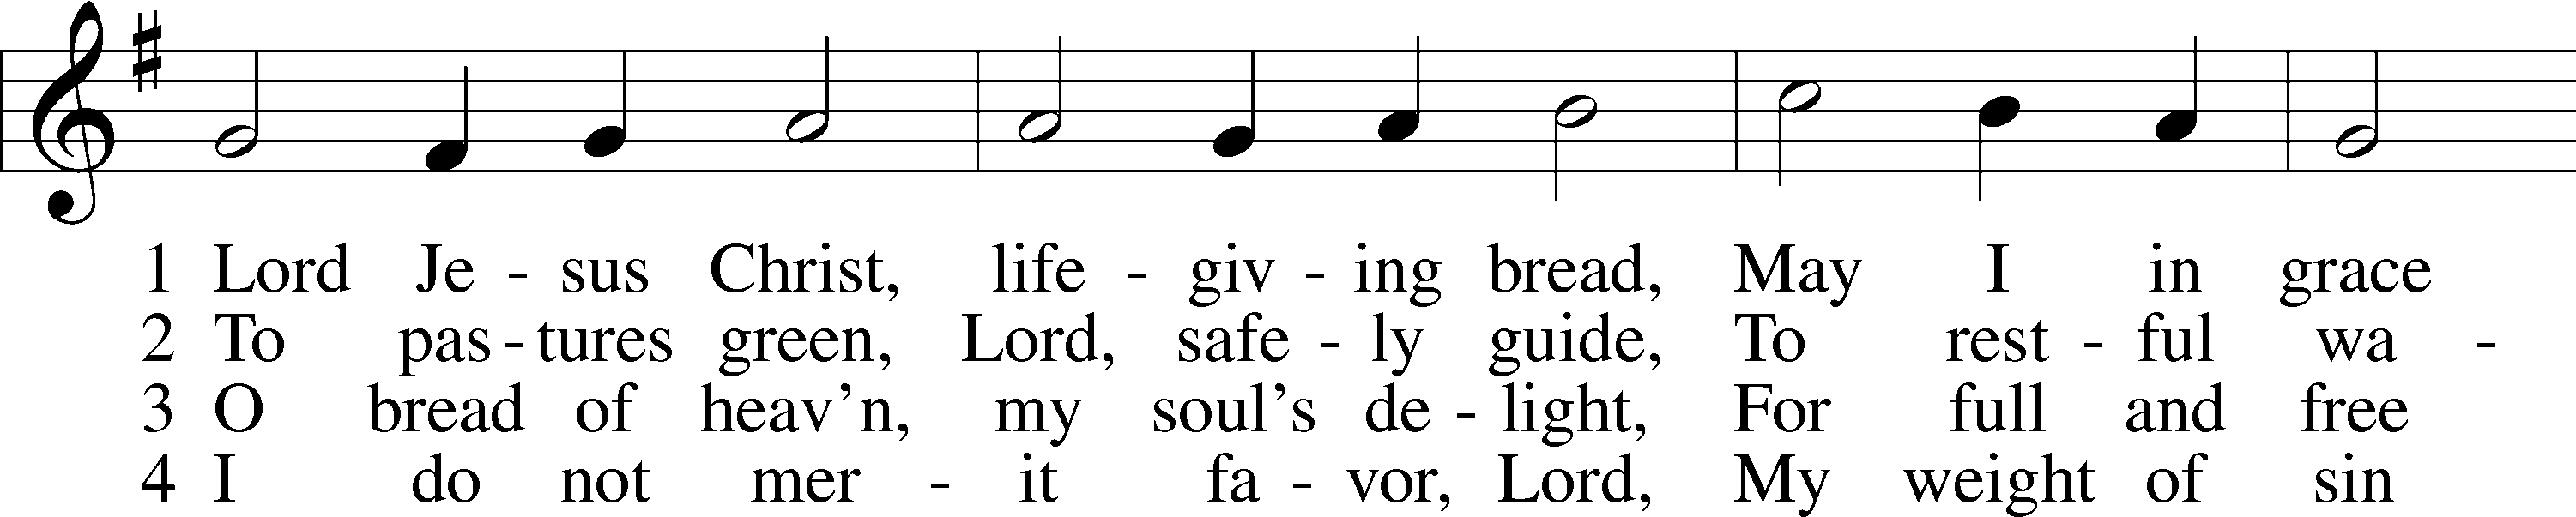 1 Lord Je - sus Christ, life - giv - ing bread, May I in grace
2 To pas - tures green, Lord, safe - ly guide, To rest - ful wa -
3 O bread of heav'n, my soul's de - light, For full and free
4 I do not mer - it fa - vor, Lord, My weight of sin